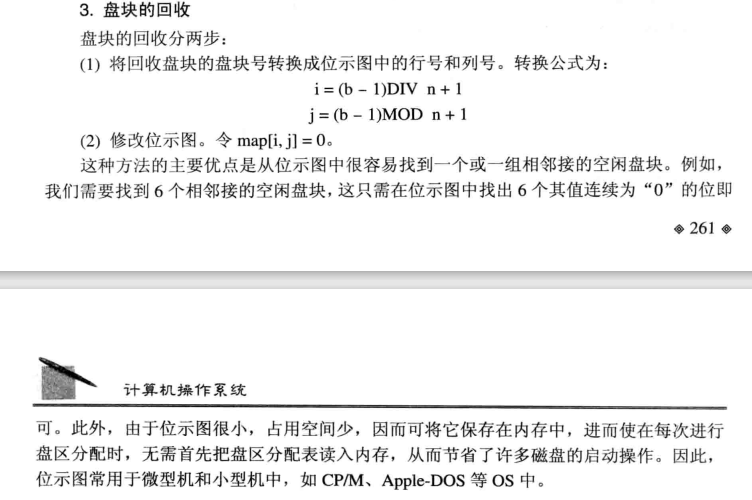 3. 盘块的回收
盘块的回收分两步：
(1) 将回收盘块的盘块号转换成位示图中的行号和列号。转换公式为：
i = (b – 1)DIV n + 1
j = (b – 1)MOD n + 1
(2) 修改位示图。令 map[i, j] = 0。
这种方法的主要优点是从位示图中很容易找到一个或一组相邻接的空闲盘块。例如，
我们需要找到 6 个相邻接的空闲盘块，这只需在位示图中找出 6 个其值连续为“0”的位即
261
计算机操作系统
可。此外，由于位示图很小，占用空间少，因而可将它保存在内存中，进而使在每次进行
盘区分配时，无需首先把盘区分配表读入内存，从而节省了许多磁盘的启动操作。因此，
位示图常用于微型机和小型机中，如 CP/M、Apple-DOS 等 OS 中。